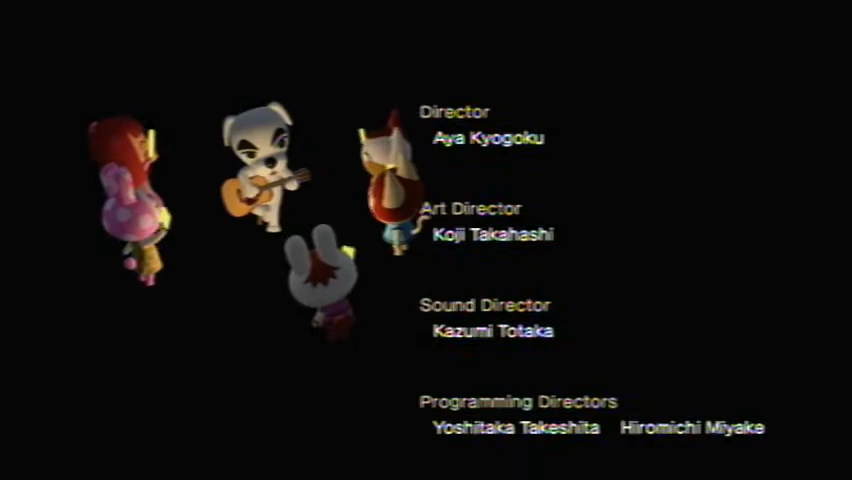 Director
Aya Kyogoku
Art Director
Koji Takahashi
Sound Director
Kazumi Totaka
Programming Directors
Yoshitaka Takeshita Hiromichi Miyake